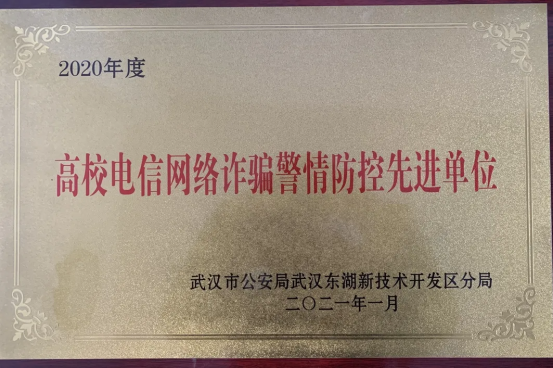 2020年度
高校电信网络诈骗警情防控先进单位
武汉市公安局武汉东湖新技术开发区分局
二〇二一年一月